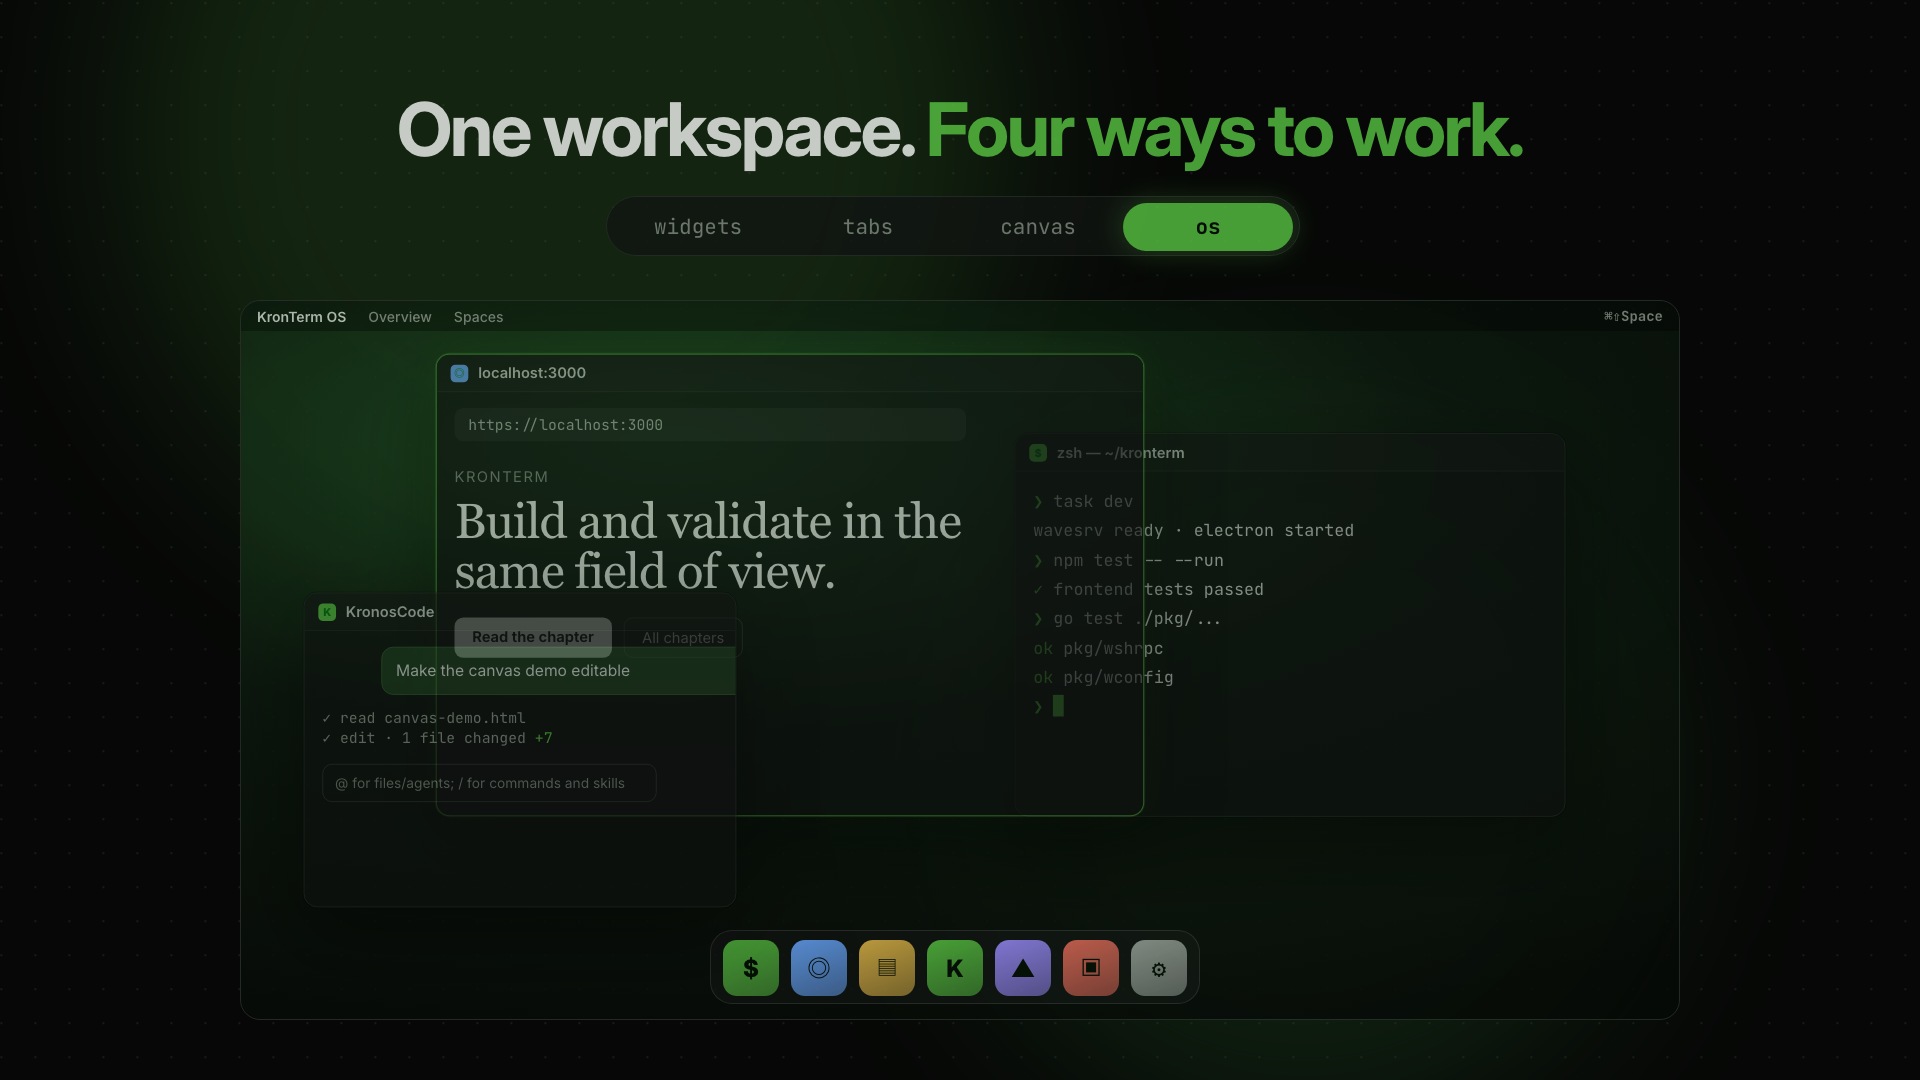 One workspace. Four ways to work.
widgets tabs canvas os
KronTerm OS Overview Spaces ⌘⇧Space
localhost:3000
https://localhost:3000
KRONTERM
Build and validate in the
same field of view.
Read the chapter All chapters
$ zsh — ~/kronterm
❯ task dev
wavesrv ready · electron started
❯ npm test -- --run
✓ frontend tests passed
❯ go test ./pkg/...
ok pkg/wshrpc
ok pkg/wconfig
❯
K KronosCode
Make the canvas demo editable
✓ read canvas-demo.html
✓ edit · 1 file changed +7
@ for files/agents; / for commands and skills
$ ◎ ▤ K ▲ ▣ ⚙